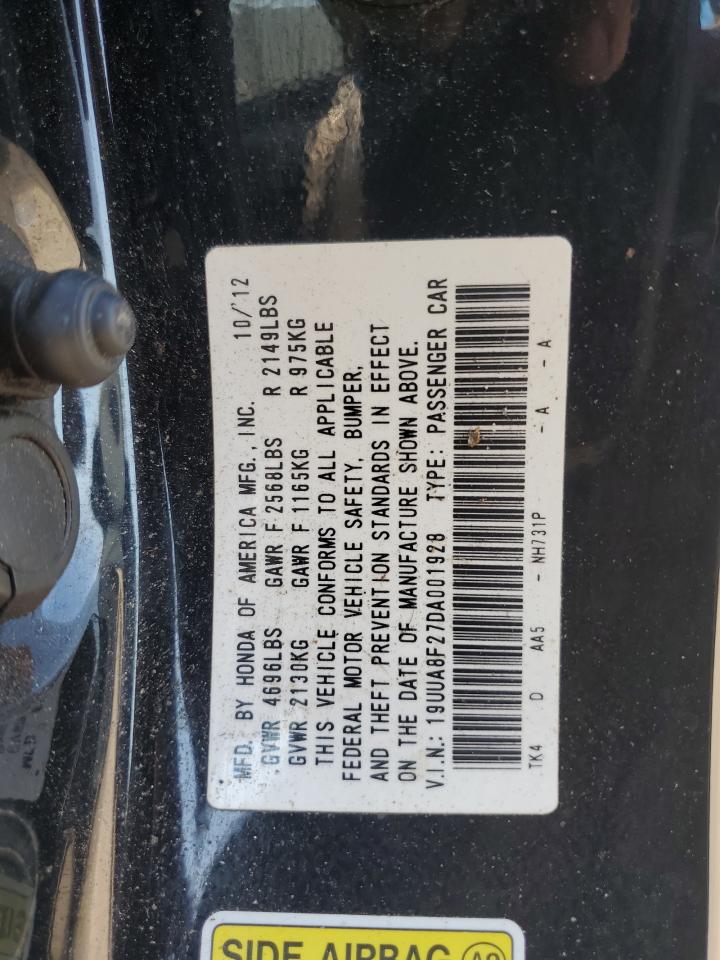 MFD. BY HONDA OF AMERICA MFG., INC. 10/'12
GVWR 4696LBS GAWR F 2568LBS R 2149LBS
GVWR 2130KG GAWR F 1165KG R 975KG
THIS VEHICLE CONFORMS TO ALL APPLICABLE
FEDERAL MOTOR VEHICLE SAFETY, BUMPER,
AND THEFT PREVENTION STANDARDS IN EFFECT
ON THE DATE OF MANUFACTURE SHOWN ABOVE.
V.I.N.: 19UUA8F27DA001928 TYPE: PASSENGER CAR
TK4 D AA5 - NH731P - A - A
SIDE AIRBAG